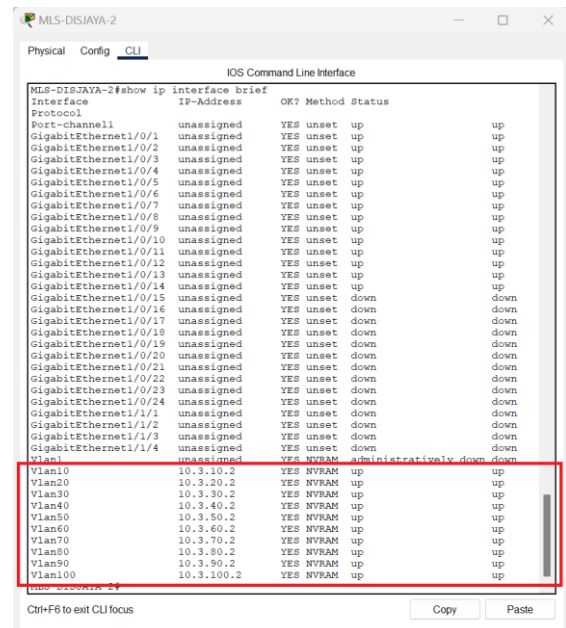 MLS-DISJAYA-2
Physical Config CLI
IOS Command Line Interface
MLS-DISJAYA-2#show ip interface brief
Interface IP-Address OK? Method Status
Protocol
Port-channel1 unassigned YES unset up up
GigabitEthernet1/0/1 unassigned YES unset up up
GigabitEthernet1/0/2 unassigned YES unset up up
GigabitEthernet1/0/3 unassigned YES unset up up
GigabitEthernet1/0/4 unassigned YES unset up up
GigabitEthernet1/0/5 unassigned YES unset up up
GigabitEthernet1/0/6 unassigned YES unset up up
GigabitEthernet1/0/7 unassigned YES unset up up
GigabitEthernet1/0/8 unassigned YES unset up up
GigabitEthernet1/0/9 unassigned YES unset up up
GigabitEthernet1/0/10 unassigned YES unset up up
GigabitEthernet1/0/11 unassigned YES unset up up
GigabitEthernet1/0/12 unassigned YES unset up up
GigabitEthernet1/0/13 unassigned YES unset up up
GigabitEthernet1/0/14 unassigned YES unset up up
GigabitEthernet1/0/15 unassigned YES unset down down
GigabitEthernet1/0/16 unassigned YES unset down down
GigabitEthernet1/0/17 unassigned YES unset down down
GigabitEthernet1/0/18 unassigned YES unset down down
GigabitEthernet1/0/19 unassigned YES unset down down
GigabitEthernet1/0/20 unassigned YES unset down down
GigabitEthernet1/0/21 unassigned YES unset down down
GigabitEthernet1/0/22 unassigned YES unset down down
GigabitEthernet1/0/23 unassigned YES unset down down
GigabitEthernet1/0/24 unassigned YES unset down down
GigabitEthernet1/1/1 unassigned YES unset down down
GigabitEthernet1/1/2 unassigned YES unset down down
GigabitEthernet1/1/3 unassigned YES unset down down
GigabitEthernet1/1/4 unassigned YES unset down down
Vlan1 unassigned YES NVRAM administratively down down
Vlan10 10.3.10.2 YES NVRAM up up
Vlan20 10.3.20.2 YES NVRAM up up
Vlan30 10.3.30.2 YES NVRAM up up
Vlan40 10.3.40.2 YES NVRAM up up
Vlan50 10.3.50.2 YES NVRAM up up
Vlan60 10.3.60.2 YES NVRAM up up
Vlan70 10.3.70.2 YES NVRAM up up
Vlan80 10.3.80.2 YES NVRAM up up
Vlan90 10.3.90.2 YES NVRAM up up
Vlan100 10.3.100.2 YES NVRAM up up
MLS-DISJAYA-2#
Ctrl+F6 to exit CLI focus
Copy Paste